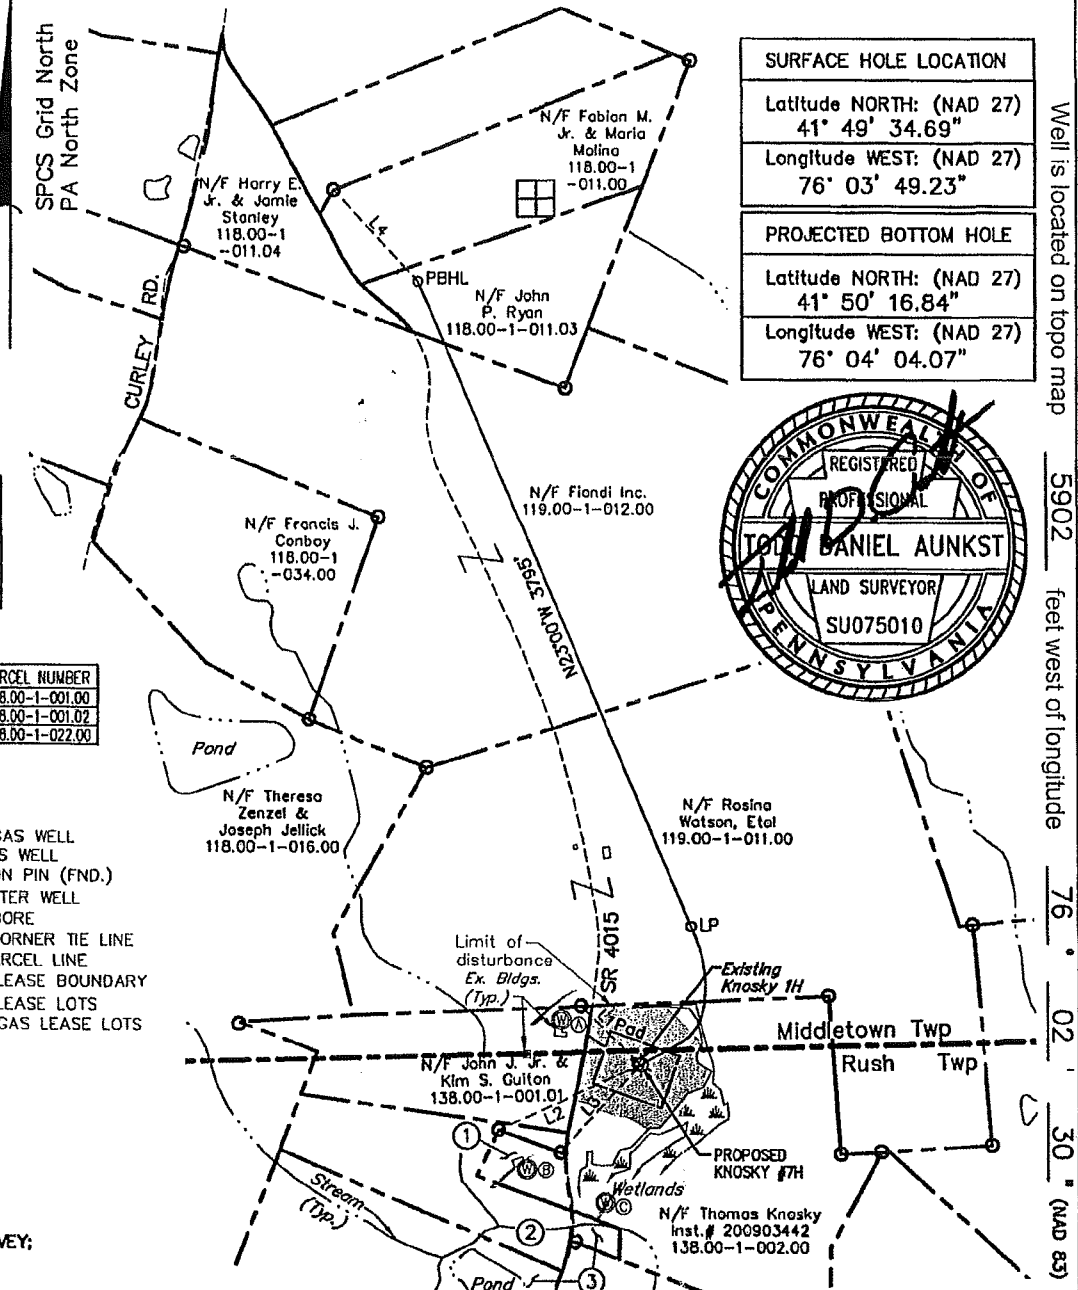 SPCS Grid North
PA North Zone
SURFACE HOLE LOCATION
Latitude NORTH: (NAD 27)
41° 49' 34.69"
Longitude WEST: (NAD 27)
76° 03' 49.23"
PROJECTED BOTTOM HOLE
Latitude NORTH: (NAD 27)
41° 50' 16.84"
Longitude WEST: (NAD 27)
76° 04' 04.07"
Well is located on topo map 5902 feet west of longitude 76 ° 02 ' 30 " (NAD 83)
N/F Fabian M.
Jr. & Maria
Molina
118.00-1
-011.00
N/F Harry E.
Jr. & Jamie
Stanley
118.00-1
-011.04
L4
PBHL
N/F John
P. Ryan
118.00-1-011.03
CURLEY RD.
COMMONWEALTH OF
REGISTERED
PROFESSIONAL
TODD DANIEL AUNKST
LAND SURVEYOR
SU075010
PENNSYLVANIA
N/F Fiondi Inc.
119.00-1-012.00
N/F Francis J.
Conboy
118.00-1
-034.00
N23°00'W 3795'
RCEL NUMBER
8.00-1-001.00
8.00-1-001.02
8.00-1-022.00
Pond
N/F Theresa
Zenzel &
Joseph Jellick
118.00-1-016.00
N/F Rosina
Watson, Etal
119.00-1-011.00
GAS WELL
S WELL
ON PIN (FND.)
TER WELL
BORE
CORNER TIE LINE
RCEL LINE
LEASE BOUNDARY
LEASE LOTS
GAS LEASE LOTS
SR 4015
LP
Limit of
disturbance
Ex. Bldgs.
(Typ.)
Existing
Knosky 1H
W A
L5
L1
Pad
Middletown Twp
Rush Twp
N/F John J. Jr. &
Kim S. Guiton
138.00-1-001.01
L2
L3
1
W B
PROPOSED
KNOSKY #7H
Stream
(Typ.)
Wetlands
W C
N/F Thomas Knosky
Inst.# 200903442
138.00-1-002.00
2
VEY;
Pond
3